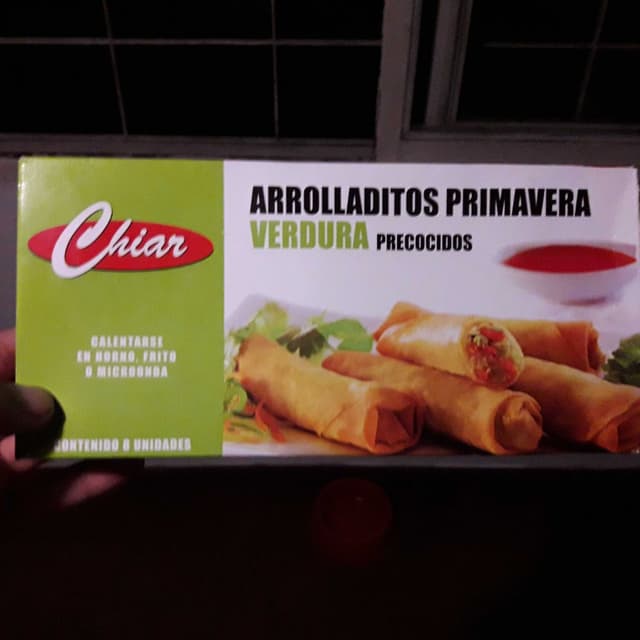 Chiar
CALENTARSE
EN HORNO, FRITO
O MICROONDA
CONTENIDO 8 UNIDADES
ARROLLADITOS PRIMAVERA
VERDURA PRECOCIDOS